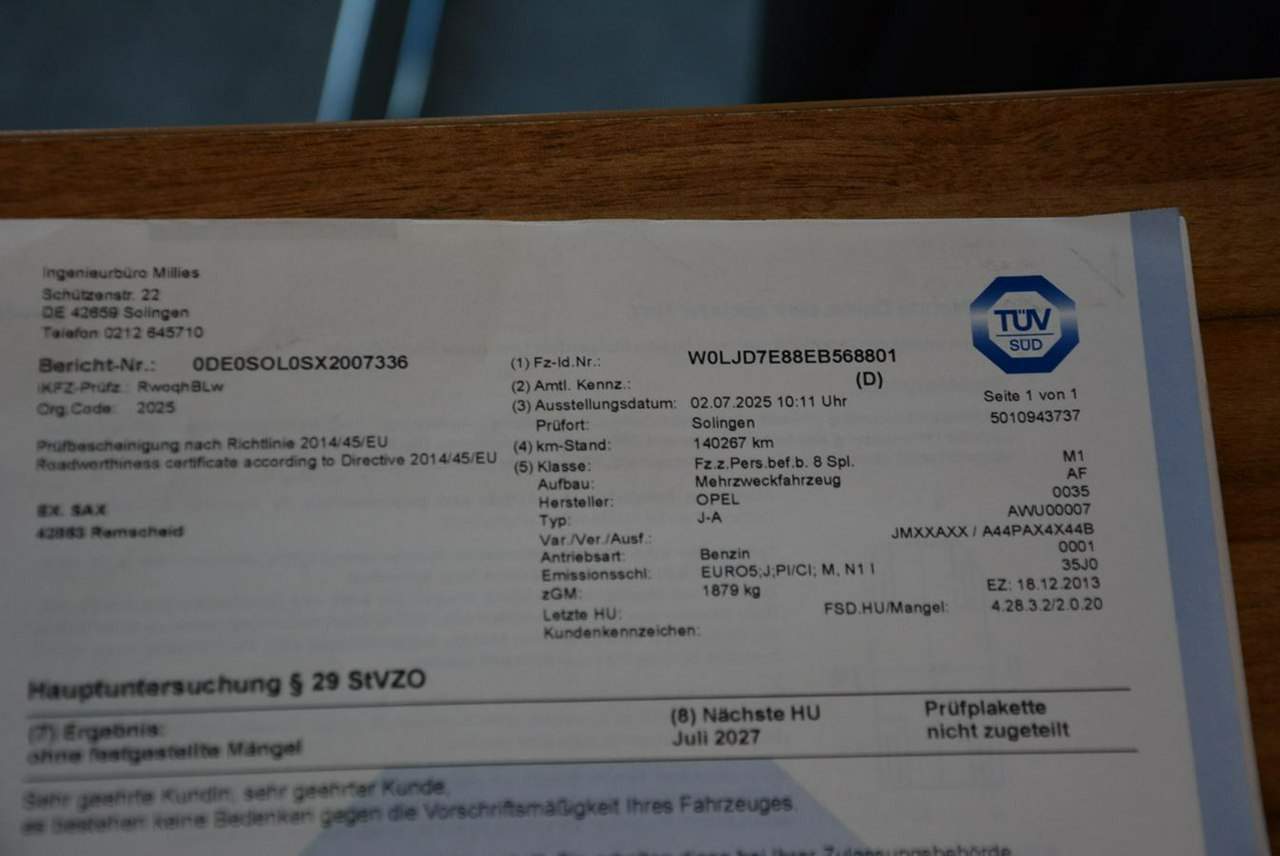 Ingenieurbüro Millies
Schützenstr. 22
DE 42659 Solingen
Telefon 0212 645710
Bericht-Nr.: 0DE0SOL0SX2007336
iKFZ-Prüfz.: RwoqhBLw
Org.Code: 2025
Prüfbescheinigung nach Richtlinie 2014/45/EU
Roadworthiness certificate according to Directive 2014/45/EU
EX. SAX
42853 Remscheid
(1) Fz-Id.Nr.: W0LJD7E88EB568801
(2) Amtl. Kennz.: (D)
(3) Ausstellungsdatum: 02.07.2025 10:11 Uhr
Prüfort: Solingen
(4) km-Stand: 140267 km
(5) Klasse: Fz.z.Pers.bef.b. 8 Spl. M1
Aufbau: Mehrzweckfahrzeug AF
Hersteller: OPEL 0035
Typ: J-A AWU00007
Var./Ver./Ausf.: JMXXAXX / A44PAX4X44B
Antriebsart: Benzin 0001
Emissionsschl: EURO5;J;PI/CI; M, N1 I 35J0
zGM: 1879 kg EZ: 18.12.2013
Letzte HU: FSD.HU/Mangel: 4.28.3.2/2.0.20
Kundenkennzeichen:
TÜV
SÜD
Seite 1 von 1
5010943737
Hauptuntersuchung § 29 StVZO
(7) Ergebnis:
ohne festgestellte Mängel
(8) Nächste HU
Juli 2027
Prüfplakette
nicht zugeteilt
Sehr geehrte Kundin, sehr geehrter Kunde,
es bestehen keine Bedenken gegen die Vorschriftsmäßigkeit Ihres Fahrzeuges
bei Ihrer Zulassungsbehörde